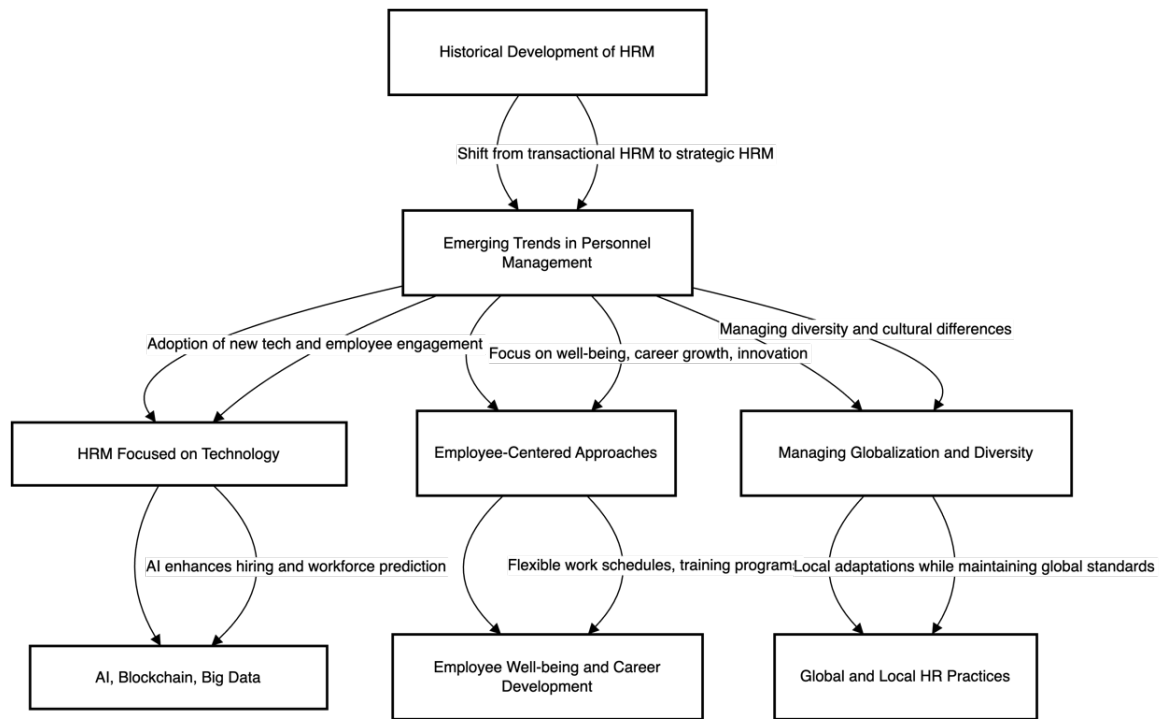 Historical Development of HRM
Shift from transactional HRM to strategic HRM
Emerging Trends in Personnel
Management
Managing diversity and cultural differences
Adoption of new tech and employee engagement
Focus on well-being, career growth, innovation
HRM Focused on Technology
Employee-Centered Approaches
Managing Globalization and Diversity
AI enhances hiring and workforce prediction
Flexible work schedules, training program
Local adaptations while maintaining global standards
AI, Blockchain, Big Data
Employee Well-being and Career
Development
Global and Local HR Practices